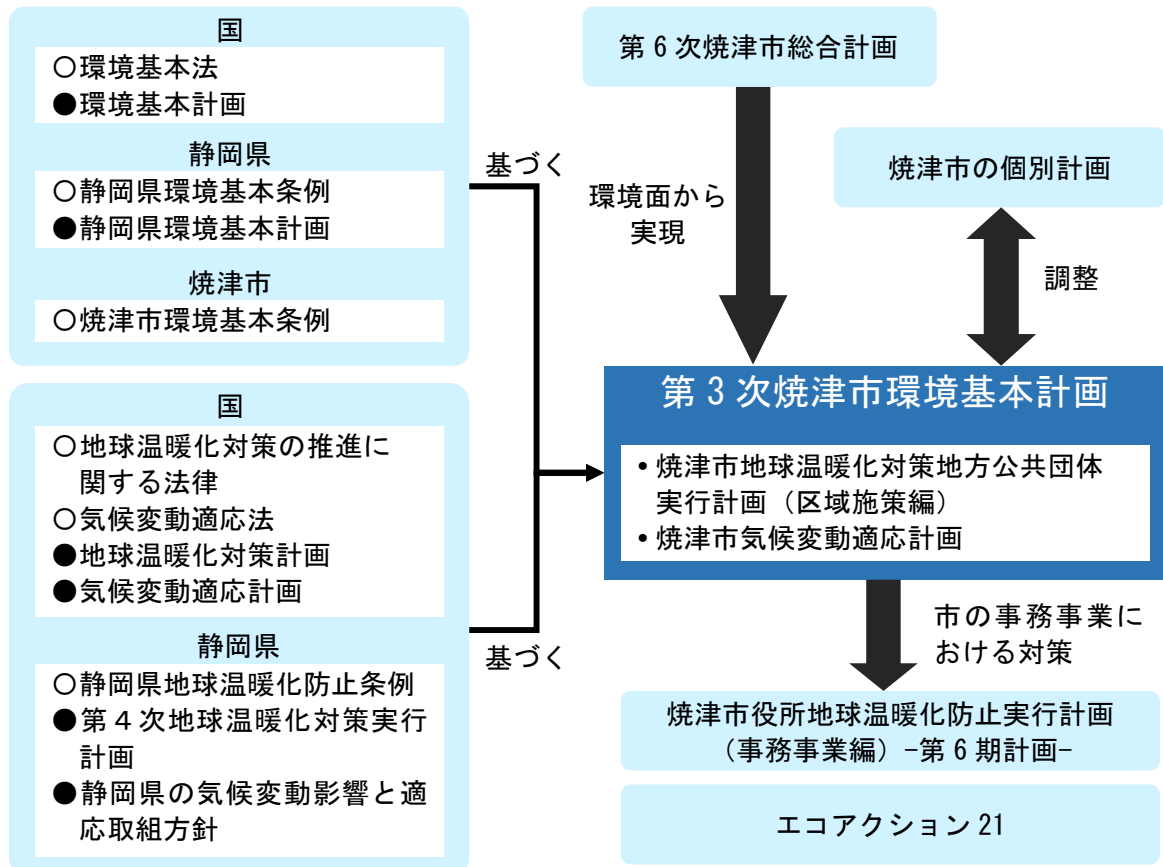 国
○環境基本法
●環境基本計画
静岡県
○静岡県環境基本条例
●静岡県環境基本計画
焼津市
○焼津市環境基本条例
基づく
国
○地球温暖化対策の推進に
関する法律
○気候変動適応法
●地球温暖化対策計画
●気候変動適応計画
静岡県
○静岡県地球温暖化防止条例
●第４次地球温暖化対策実行
計画
●静岡県の気候変動影響と適
応取組方針
基づく
第6次焼津市総合計画
環境面から
実現
焼津市の個別計画
調整
第3次焼津市環境基本計画
•焼津市地球温暖化対策地方公共団体
実行計画（区域施策編）
•焼津市気候変動適応計画
市の事務事業に
おける対策
焼津市役所地球温暖化防止実行計画
（事務事業編）−第6期計画−
エコアクション21